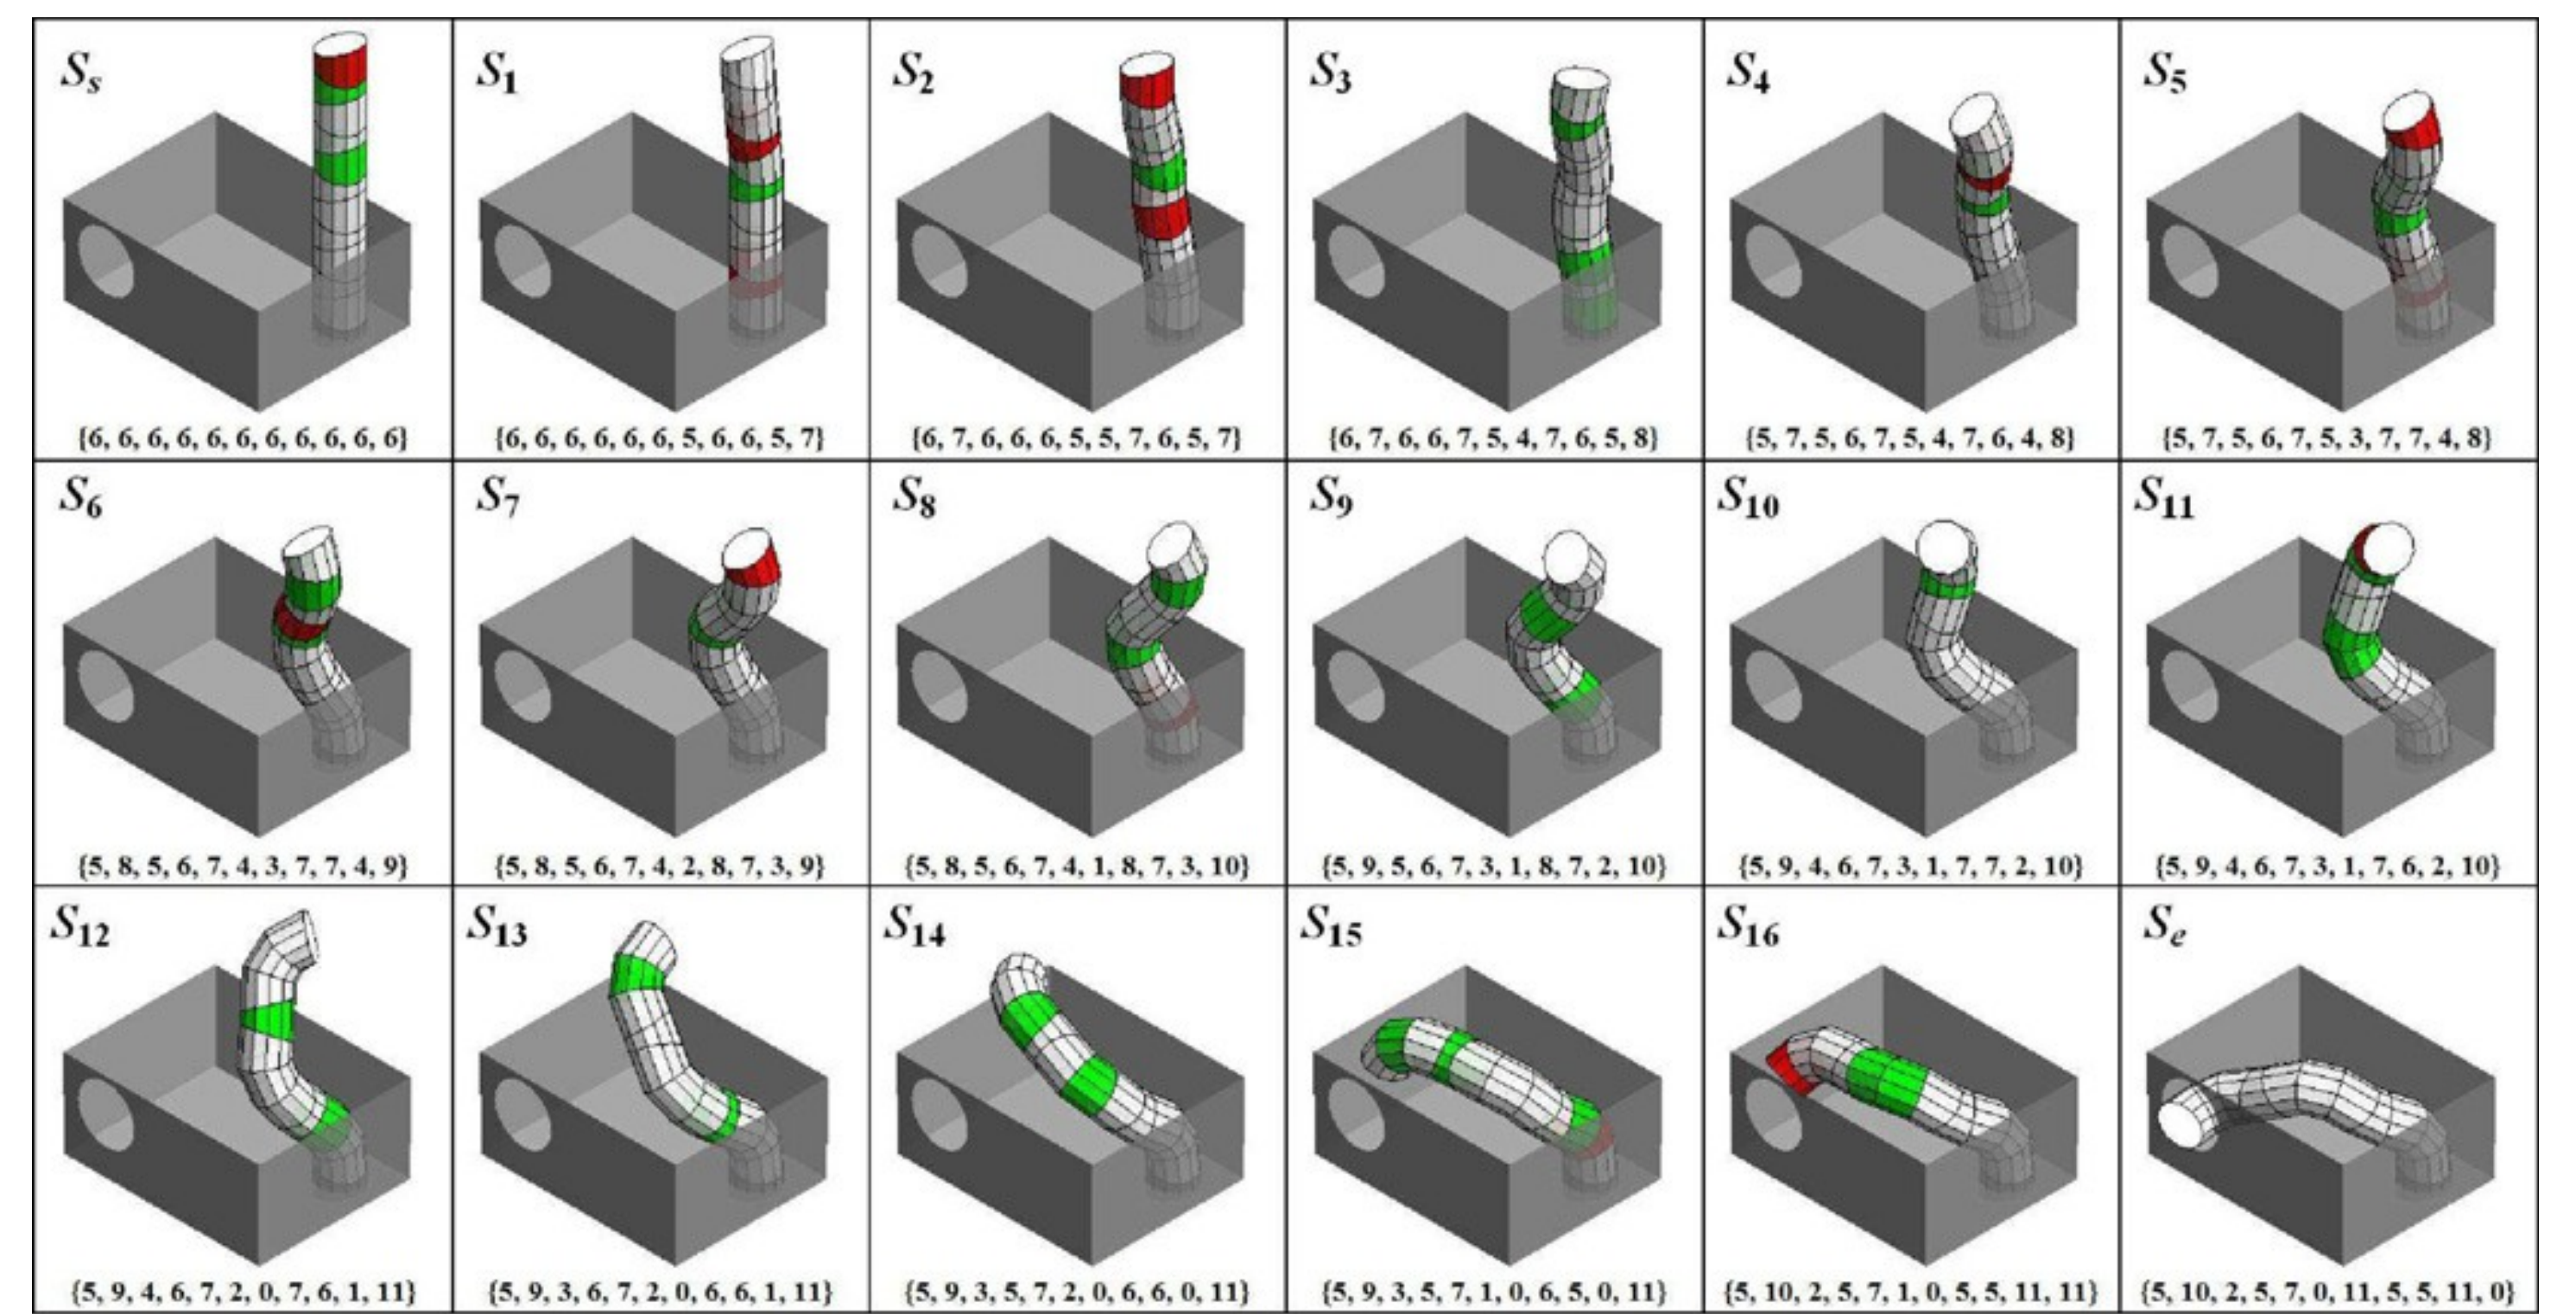 Ss
{6, 6, 6, 6, 6, 6, 6, 6, 6, 6, 6}
S1
{6, 6, 6, 6, 6, 6, 5, 6, 6, 5, 7}
S2
{6, 7, 6, 6, 6, 5, 5, 7, 6, 5, 7}
S3
{6, 7, 6, 6, 7, 5, 4, 7, 6, 5, 8}
S4
{5, 7, 5, 6, 7, 5, 4, 7, 6, 4, 8}
S5
{5, 7, 5, 6, 7, 5, 3, 7, 7, 4, 8}
S6
{5, 8, 5, 6, 7, 4, 3, 7, 7, 4, 9}
S7
{5, 8, 5, 6, 7, 4, 2, 8, 7, 3, 9}
S8
{5, 8, 5, 6, 7, 4, 1, 8, 7, 3, 10}
S9
{5, 9, 5, 6, 7, 3, 1, 8, 7, 2, 10}
S10
{5, 9, 4, 6, 7, 3, 1, 7, 7, 2, 10}
S11
{5, 9, 4, 6, 7, 3, 1, 7, 6, 2, 10}
S12
{5, 9, 4, 6, 7, 2, 0, 7, 6, 1, 11}
S13
{5, 9, 3, 6, 7, 2, 0, 6, 6, 1, 11}
S14
{5, 9, 3, 5, 7, 2, 0, 6, 6, 0, 11}
S15
{5, 9, 3, 5, 7, 1, 0, 6, 5, 0, 11}
S16
{5, 10, 2, 5, 7, 1, 0, 5, 5, 11, 11}
Se
{5, 10, 2, 5, 7, 0, 11, 5, 5, 11, 0}